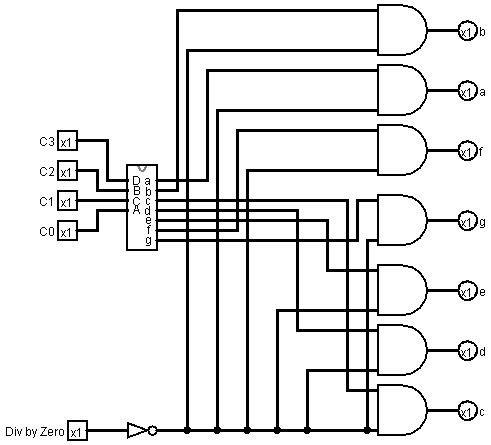 x1 b
x1 a
x1 f
C3 x1
C2 x1
C1 x1
C0 x1
D a
B b
C c
A d
e
f
g
x1 g
x1 e
x1 d
x1 c
Div by Zero x1